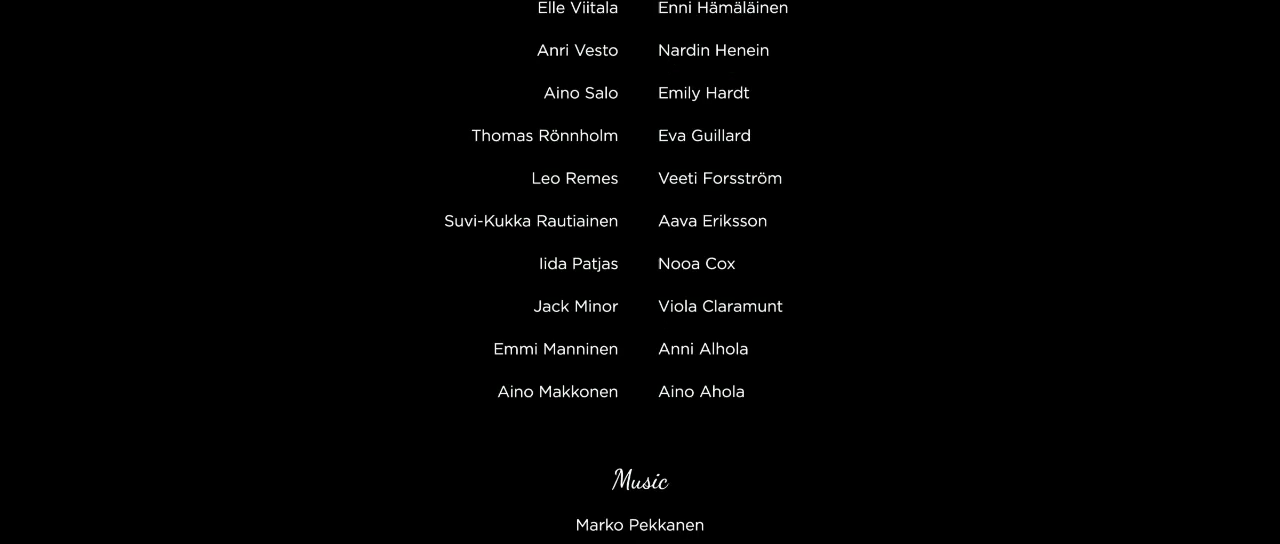 Elle Viitala Enni Hämäläinen
Anri Vesto Nardin Henein
Aino Salo Emily Hardt
Thomas Rönnholm Eva Guillard
Leo Remes Veeti Forsström
Suvi-Kukka Rautiainen Aava Eriksson
Iida Patjas Nooa Cox
Jack Minor Viola Claramunt
Emmi Manninen Anni Alhola
Aino Makkonen Aino Ahola
Music
Marko Pekkanen